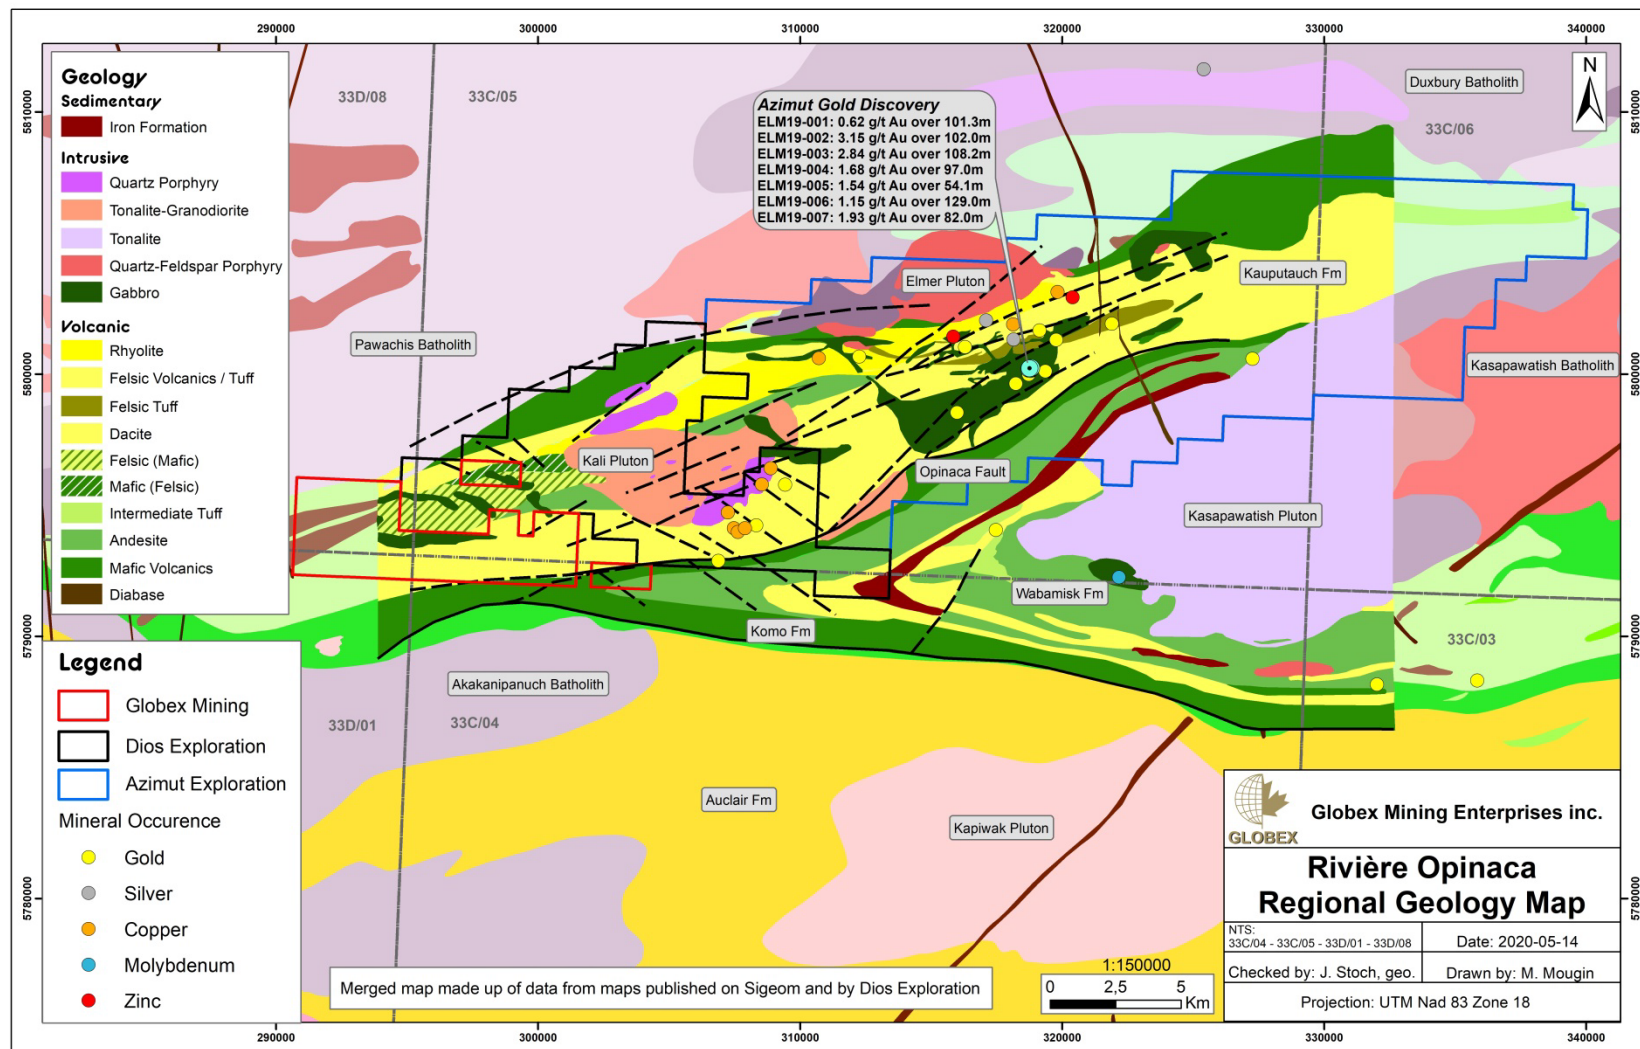 290000
300000
310000
320000
330000
340000
5810000
5800000
5790000
5780000
5810000
5800000
5790000
5780000
290000
300000
310000
320000
330000
340000
Geology
Sedimentary
Iron Formation
Intrusive
Quartz Porphyry
Tonalite-Granodiorite
Tonalite
Quartz-Feldspar Porphyry
Gabbro
Volcanic
Rhyolite
Felsic Volcanics / Tuff
Felsic Tuff
Dacite
Felsic (Mafic)
Mafic (Felsic)
Intermediate Tuff
Andesite
Mafic Volcanics
Diabase
Legend
Globex Mining
Dios Exploration
Azimut Exploration
Mineral Occurence
Gold
Silver
Copper
Molybdenum
Zinc
33D/08
33C/05
33C/06
33C/03
33D/01
33C/04
Azimut Gold Discovery
ELM19-001: 0.62 g/t Au over 101.3m
ELM19-002: 3.15 g/t Au over 102.0m
ELM19-003: 2.84 g/t Au over 108.2m
ELM19-004: 1.68 g/t Au over 97.0m
ELM19-005: 1.54 g/t Au over 54.1m
ELM19-006: 1.15 g/t Au over 129.0m
ELM19-007: 1.93 g/t Au over 82.0m
N
Duxbury Batholith
Kauputauch Fm
Elmer Pluton
Pawachis Batholith
Kasapawatish Batholith
Kali Pluton
Opinaca Fault
Kasapawatish Pluton
Wabamisk Fm
Komo Fm
Akakanipanuch Batholith
Auclair Fm
Kapiwak Pluton
Merged map made up of data from maps published on Sigeom and by Dios Exploration
1:150000
0 2,5 5
Km
GLOBEX
Globex Mining Enterprises inc.
Rivière Opinaca
Regional Geology Map
NTS:
33C/04 - 33C/05 - 33D/01 - 33D/08
Date: 2020-05-14
Checked by: J. Stoch, geo.
Drawn by: M. Mougin
Projection: UTM Nad 83 Zone 18